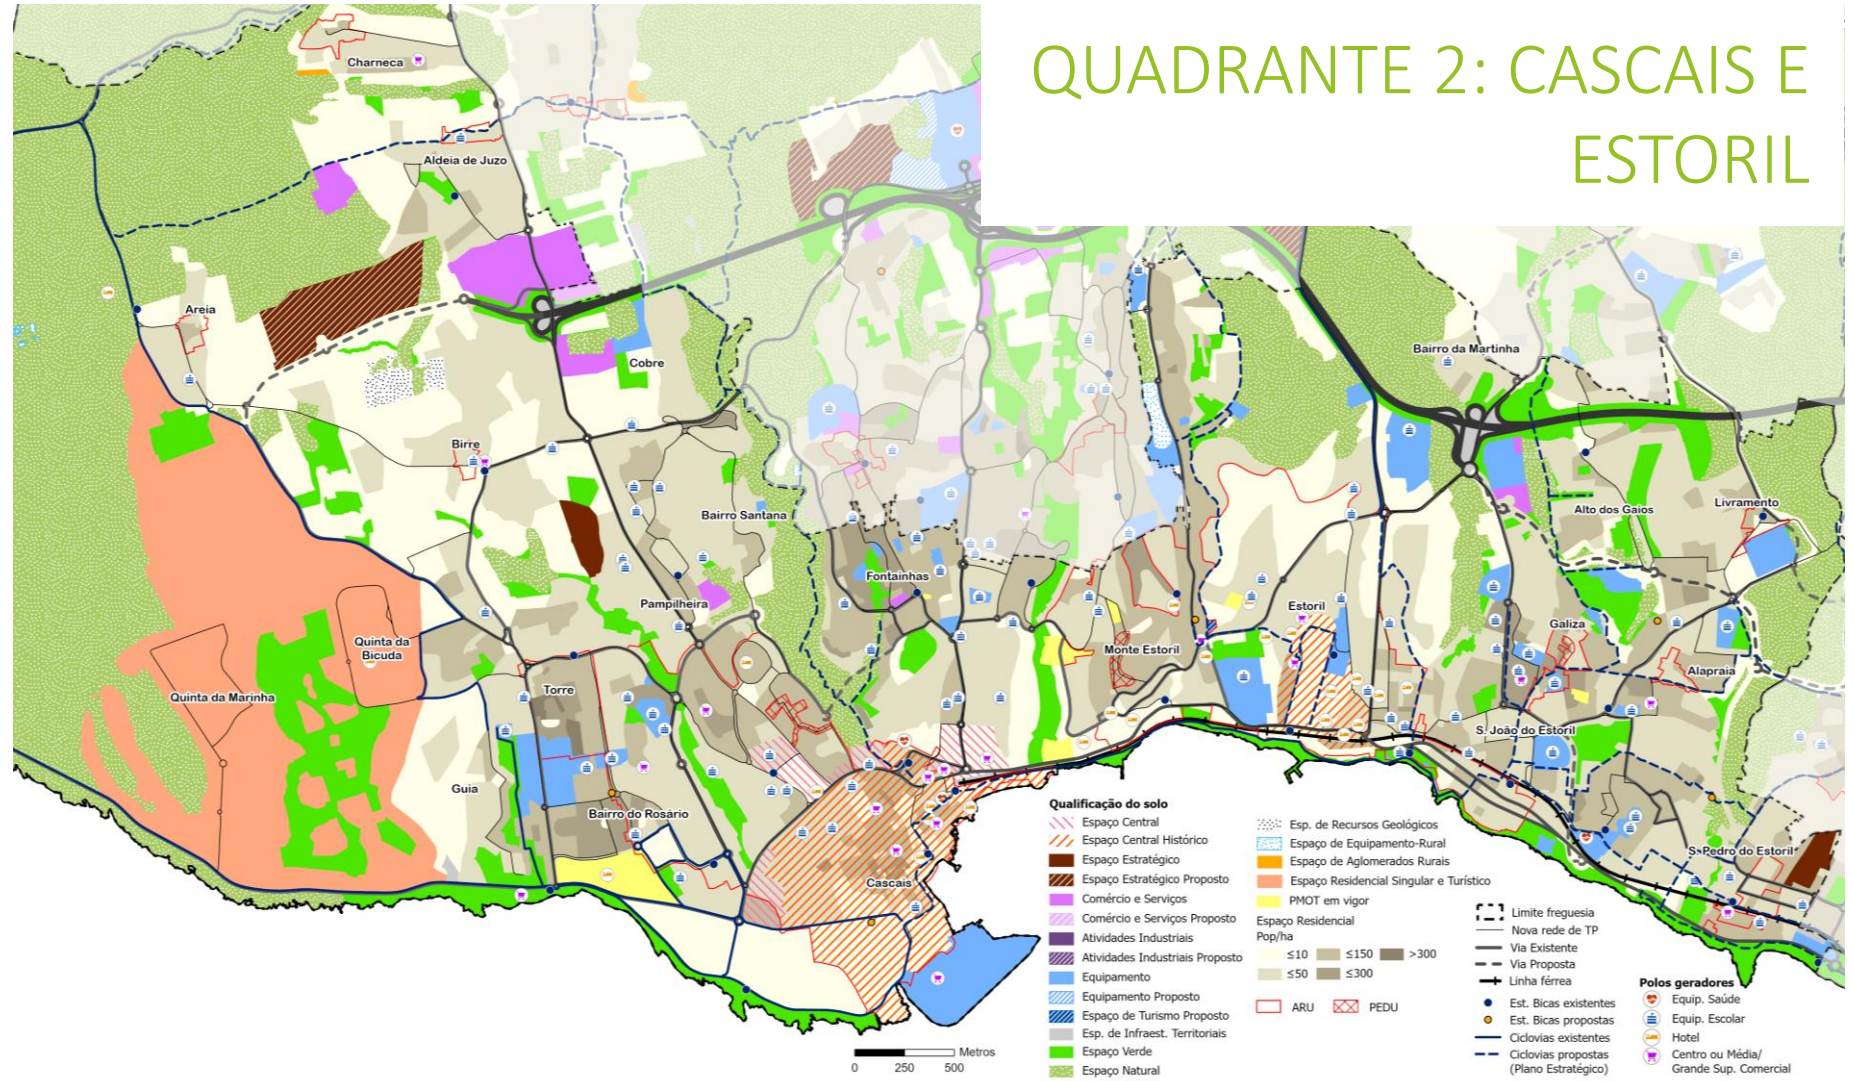 QUADRANTE 2: CASCAIS E
ESTORIL
Charneca
Aldeia de Juzo
Areia
Cobre
Bairro da Martinha
Birre
Bairro Santana
Alto dos Gaios
Livramento
Fontainhas
Pampilheira
Estoril
Galiza
Quinta da
Bicuda
Monte Estoril
Alapraia
Quinta da Marinha
Torre
S. João do Estoril
Guia
Bairro do Rosário
S. Pedro do Estoril
Cascais
Qualificação do solo
Espaço Central
Espaço Central Histórico
Espaço Estratégico
Espaço Estratégico Proposto
Comércio e Serviços
Comércio e Serviços Proposto
Atividades Industriais
Atividades Industriais Proposto
Equipamento
Equipamento Proposto
Espaço de Turismo Proposto
Esp. de Infraest. Territoriais
Espaço Verde
Espaço Natural
Esp. de Recursos Geológicos
Espaço de Equipamento-Rural
Espaço de Aglomerados Rurais
Espaço Residencial Singular e Turístico
PMOT em vigor
Espaço Residencial
Pop/ha
≤10 ≤150 >300
≤50 ≤300
ARU PEDU
Limite freguesia
Nova rede de TP
Via Existente
Via Proposta
Linha férrea
Est. Bicas existentes
Est. Bicas propostas
Ciclovias existentes
Ciclovias propostas
(Plano Estratégico)
Polos geradores
Equip. Saúde
Equip. Escolar
Hotel
Centro ou Média/
Grande Sup. Comercial
Metros
0 250 500